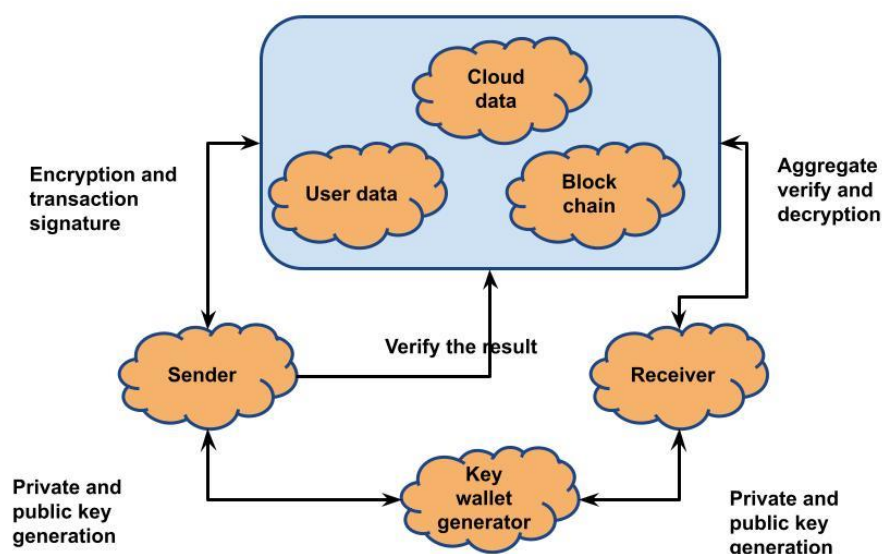 Cloud
data
User data
Block
chain
Encryption and
transaction
signature
Aggregate
verify and
decryption
Verify the result
Sender
Receiver
Key
wallet
generator
Private and
public key
generation
Private and
public key
generation